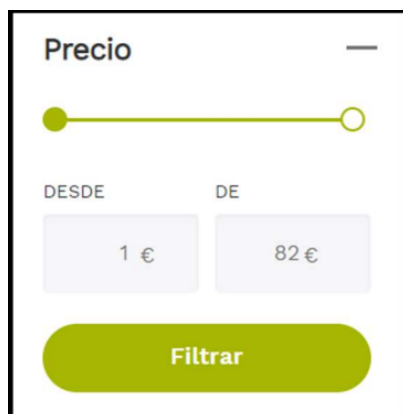 Precio
DESDE DE
1 € 82 €
Filtrar